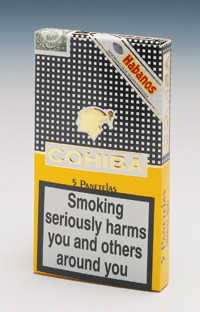 Habanos
COHIBA
5 PANETELAS
Smoking
seriously harms
you and others
around you